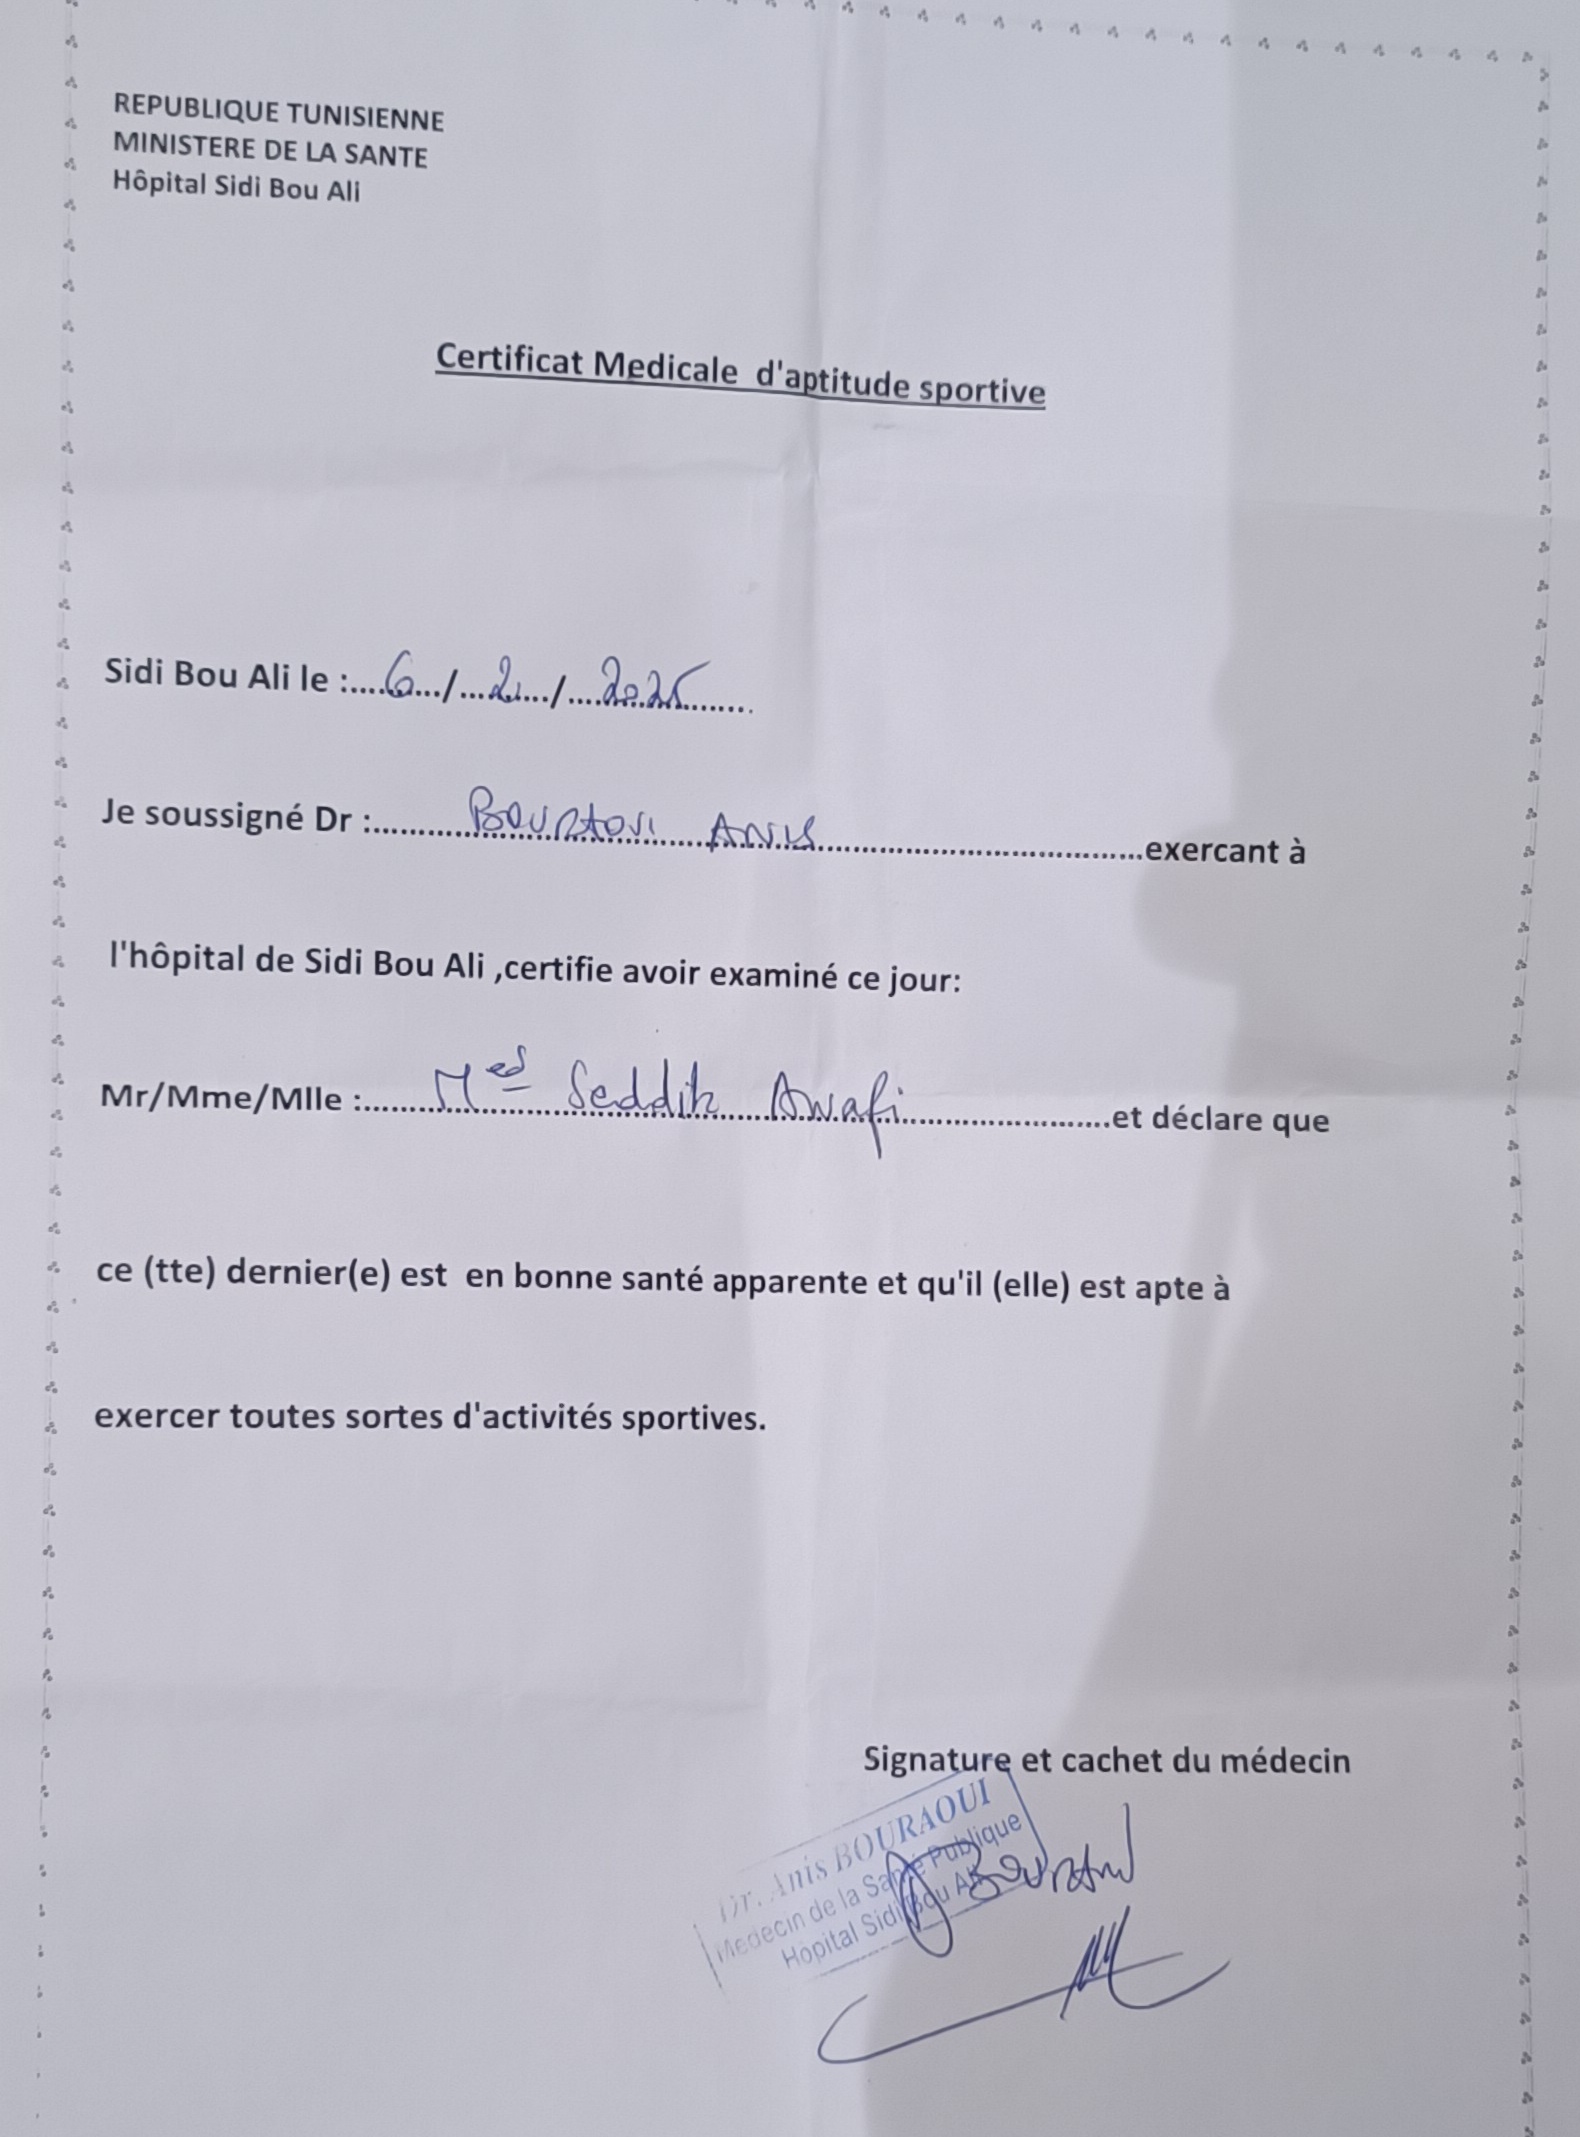 REPUBLIQUE TUNISIENNE
MINISTERE DE LA SANTE
Hôpital Sidi Bou Ali
Certificat Medicale d'aptitude sportive
Sidi Bou Ali le :....6..../....2..../....2025........
Je soussigné Dr :........Bouraoui Anis........exercant à
l'hôpital de Sidi Bou Ali ,certifie avoir examiné ce jour:
Mr/Mme/Mlle :........Med Seddik Awafi........et déclare que
ce (tte) dernier(e) est en bonne santé apparente et qu'il (elle) est apte à
exercer toutes sortes d'activités sportives.
Signature et cachet du médecin
Dr. Anis BOURAOUI
Medecin de la Santé Publique
Hôpital Sidi Bou Ali